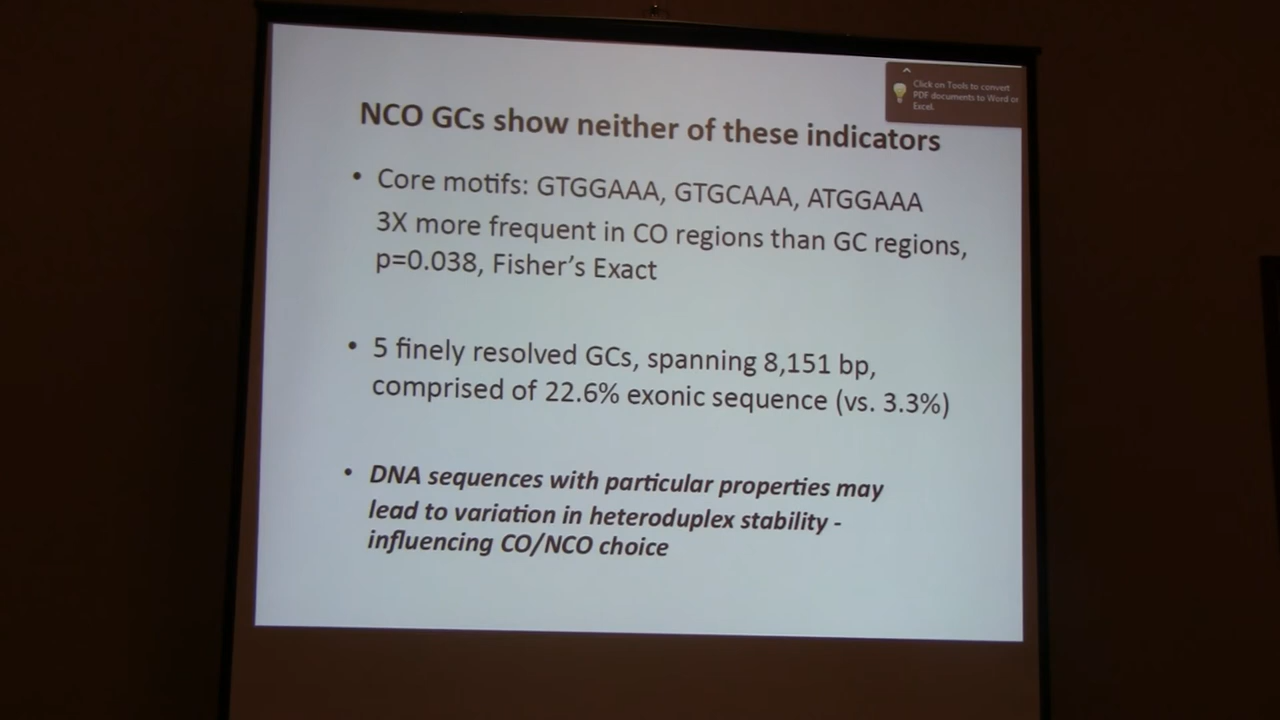 Click on Tools to convert
PDF documents to Word or
Excel.
NCO GCs show neither of these indicators
• Core motifs: GTGGAAA, GTGCAAA, ATGGAAA
3X more frequent in CO regions than GC regions,
p=0.038, Fisher's Exact
• 5 finely resolved GCs, spanning 8,151 bp,
comprised of 22.6% exonic sequence (vs. 3.3%)
• DNA sequences with particular properties may
lead to variation in heteroduplex stability -
influencing CO/NCO choice